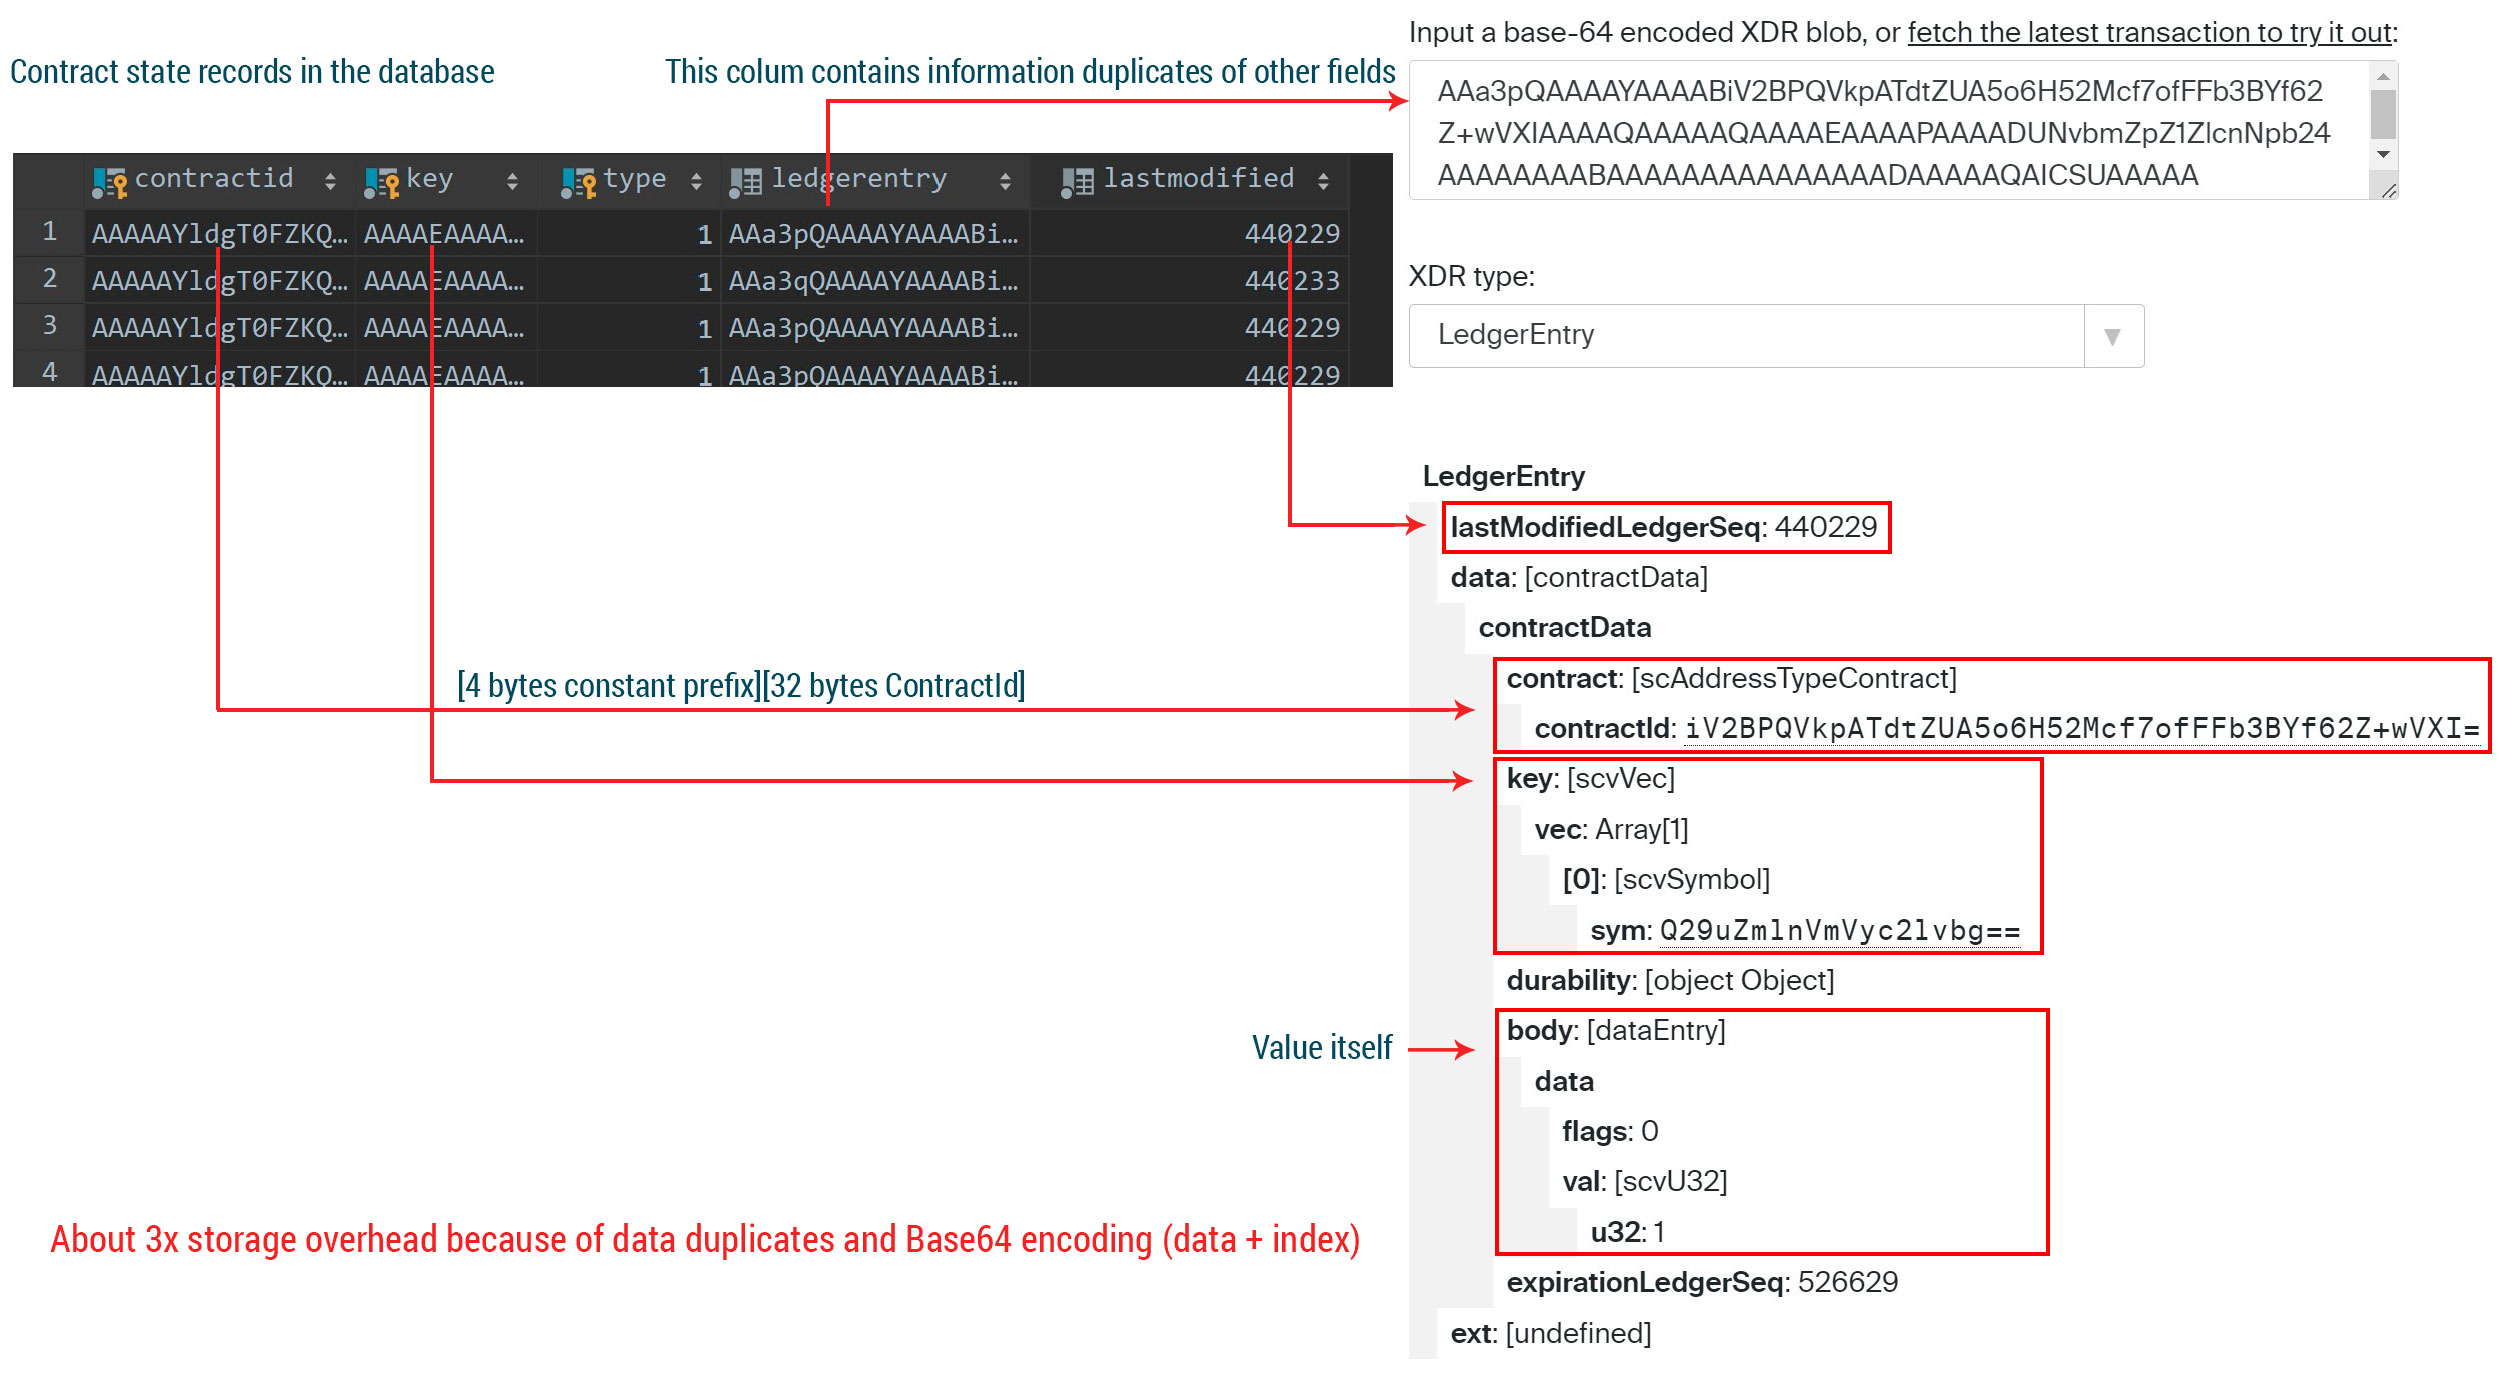 Contract state records in the database
This colum contains information duplicates of other fields
Input a base-64 encoded XDR blob, or fetch the latest transaction to try it out:
AAa3pQAAAAYAAAABiV2BPQVkpATdtZUA5o6H52Mcf7ofFFb3BYf62
Z+wVXIAAAAQAAAAAQAAAAEAAAAPAAAADUNvbmZpZ1ZlcnNpb24
AAAAAAAABAAAAAAAAAAAAAAADAAAAAQAICSUAAAAA
contractid key type ledgerentry lastmodified
1 AAAAAYldgT0FZKQ… AAAAEAAAA… 1 AAa3pQAAAAYAAAABi… 440229
2 AAAAAYldgT0FZKQ… AAAAEAAAA… 1 AAa3qQAAAAYAAAABi… 440233
3 AAAAAYldgT0FZKQ… AAAAEAAAA… 1 AAa3pQAAAAYAAAABi… 440229
4 AAAAAYldgT0FZKQ… AAAAEAAAA… 1 AAa3pQAAAAYAAAABi… 440229
XDR type:
LedgerEntry
LedgerEntry
lastModifiedLedgerSeq: 440229
data: [contractData]
contractData
[4 bytes constant prefix][32 bytes ContractId]
contract: [scAddressTypeContract]
contractId: iV2BPQVkpATdtZUA5o6H52Mcf7ofFFb3BYf62Z+wVXI=
key: [scvVec]
vec: Array[1]
[0]: [scvSymbol]
sym: Q29uZmlnVmVyc2lvbg==
durability: [object Object]
Value itself
body: [dataEntry]
data
flags: 0
val: [scvU32]
u32: 1
About 3x storage overhead because of data duplicates and Base64 encoding (data + index)
expirationLedgerSeq: 526629
ext: [undefined]